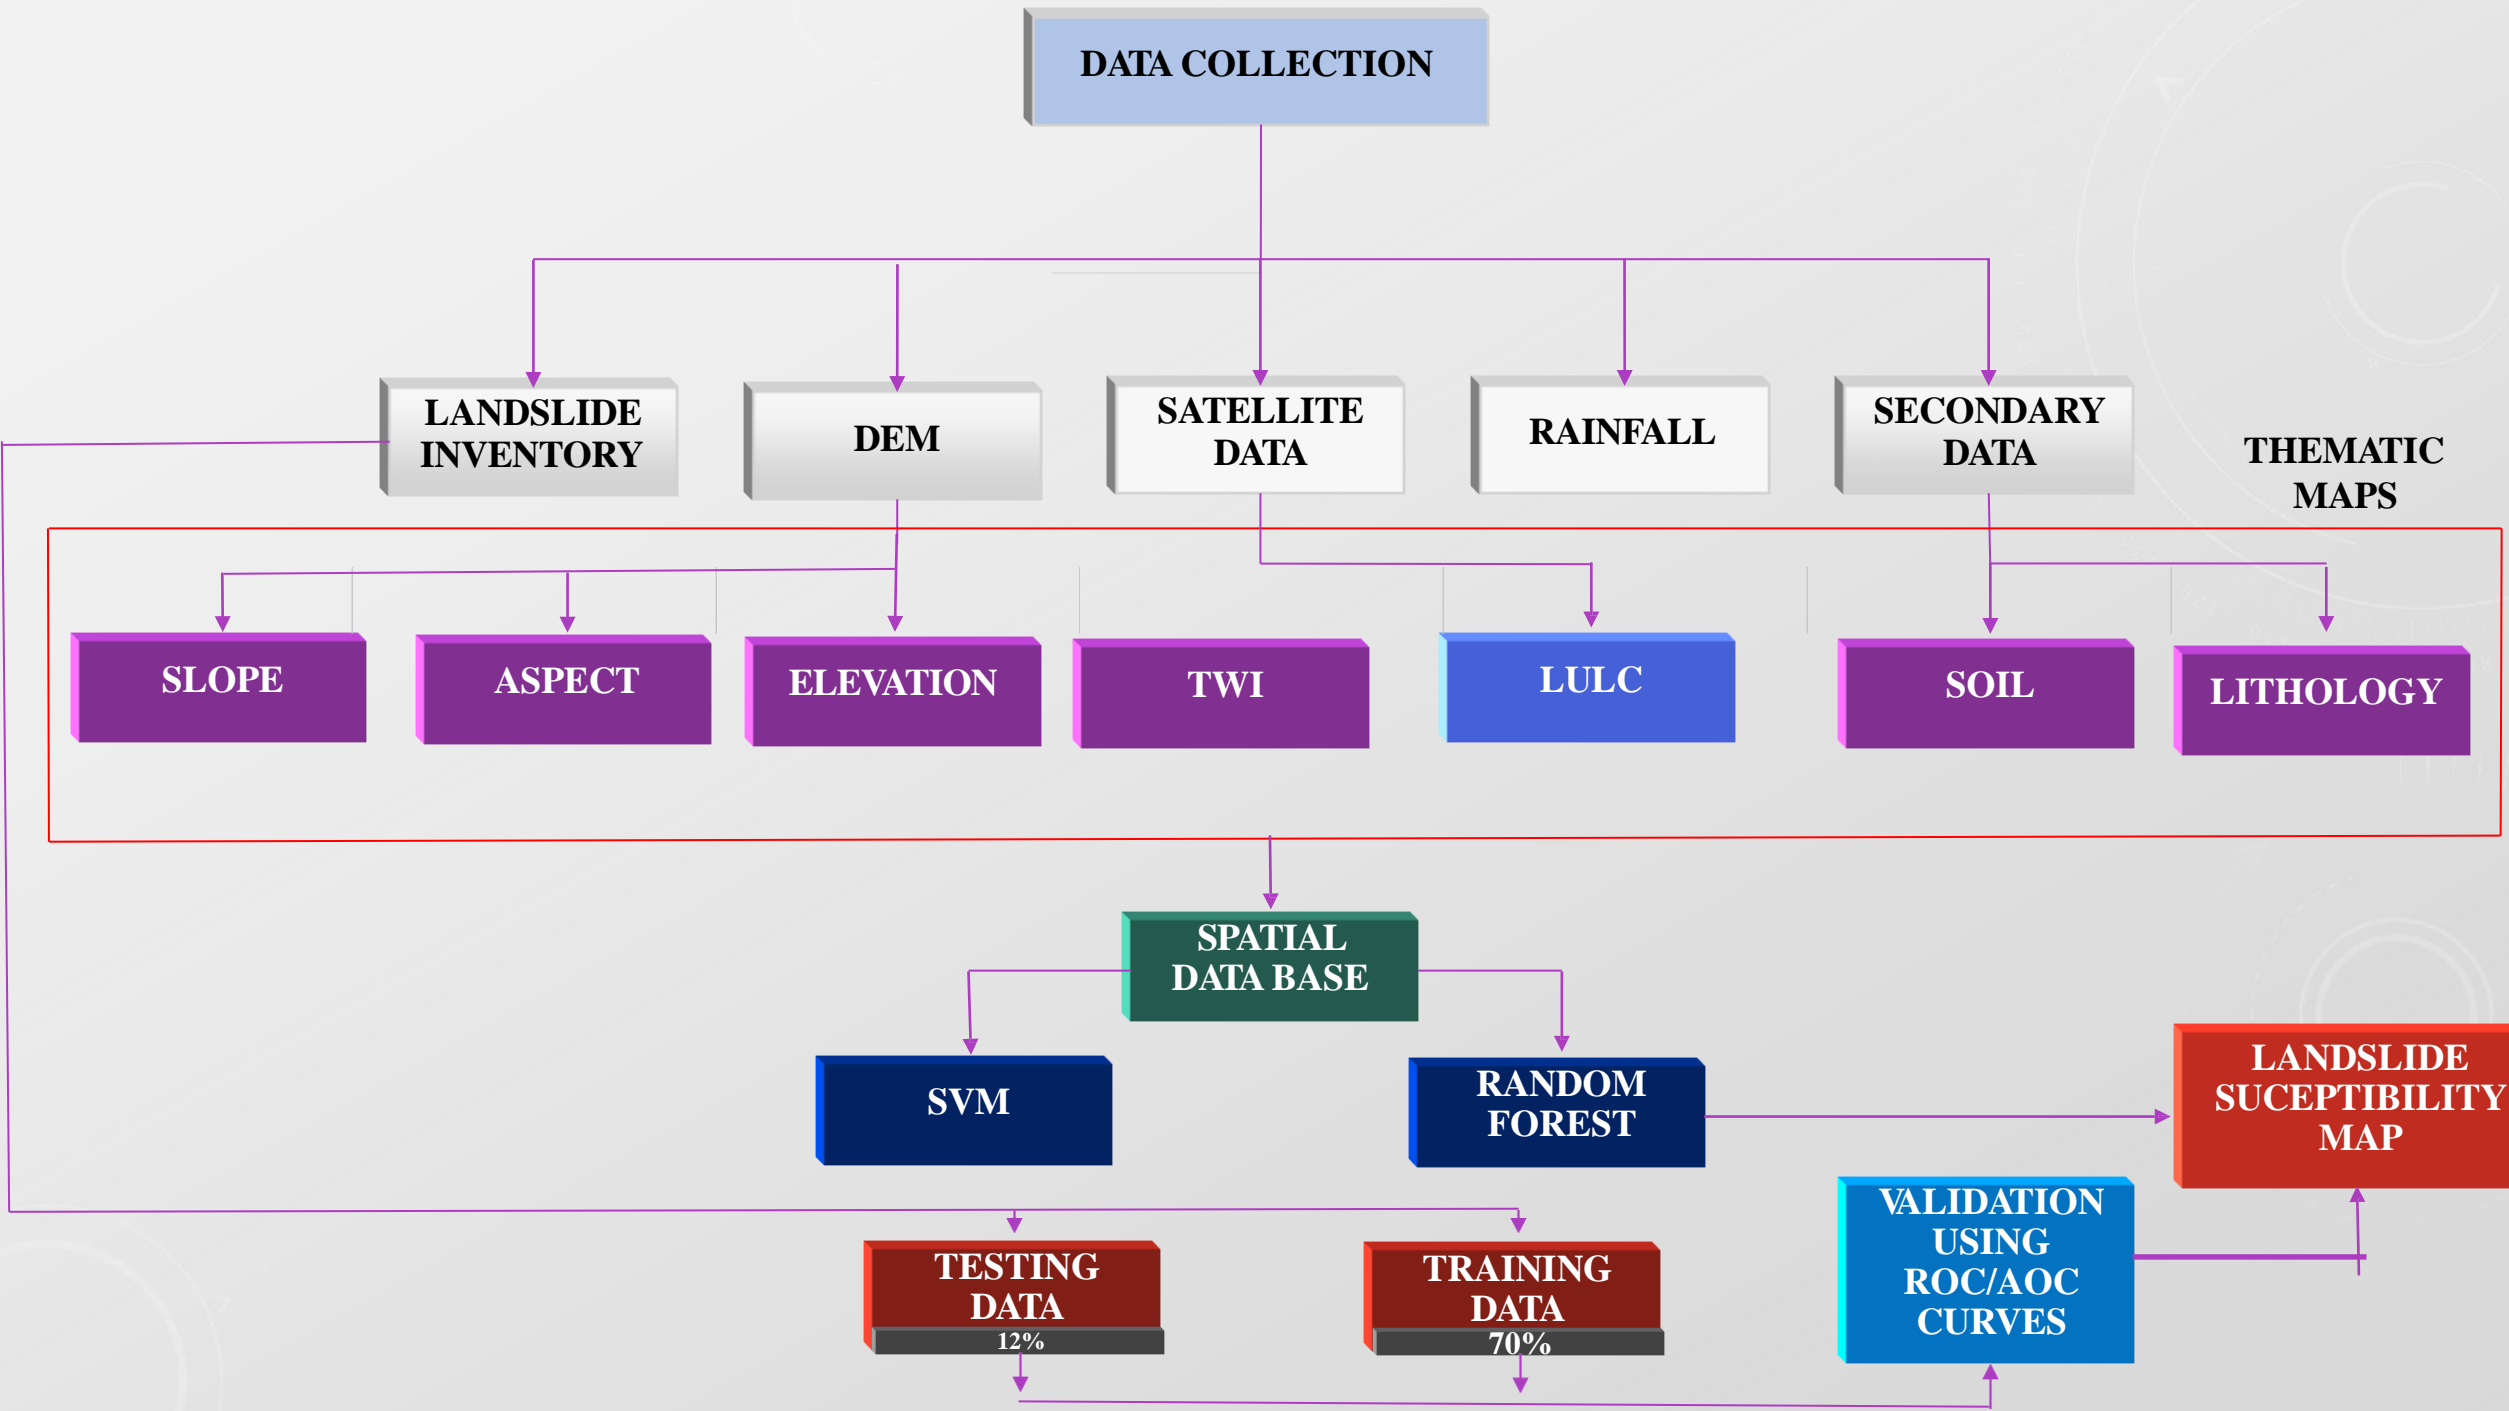 DATA COLLECTION
LANDSLIDE
INVENTORY
DEM
SATELLITE
DATA
RAINFALL
SECONDARY
DATA
THEMATIC
MAPS
SLOPE
ASPECT
ELEVATION
TWI
LULC
SOIL
LITHOLOGY
SPATIAL
DATA BASE
SVM
RANDOM
FOREST
LANDSLIDE
SUCEPTIBILITY
MAP
TESTING
DATA
12%
TRAINING
DATA
70%
VALIDATION
USING
ROC/AOC
CURVES